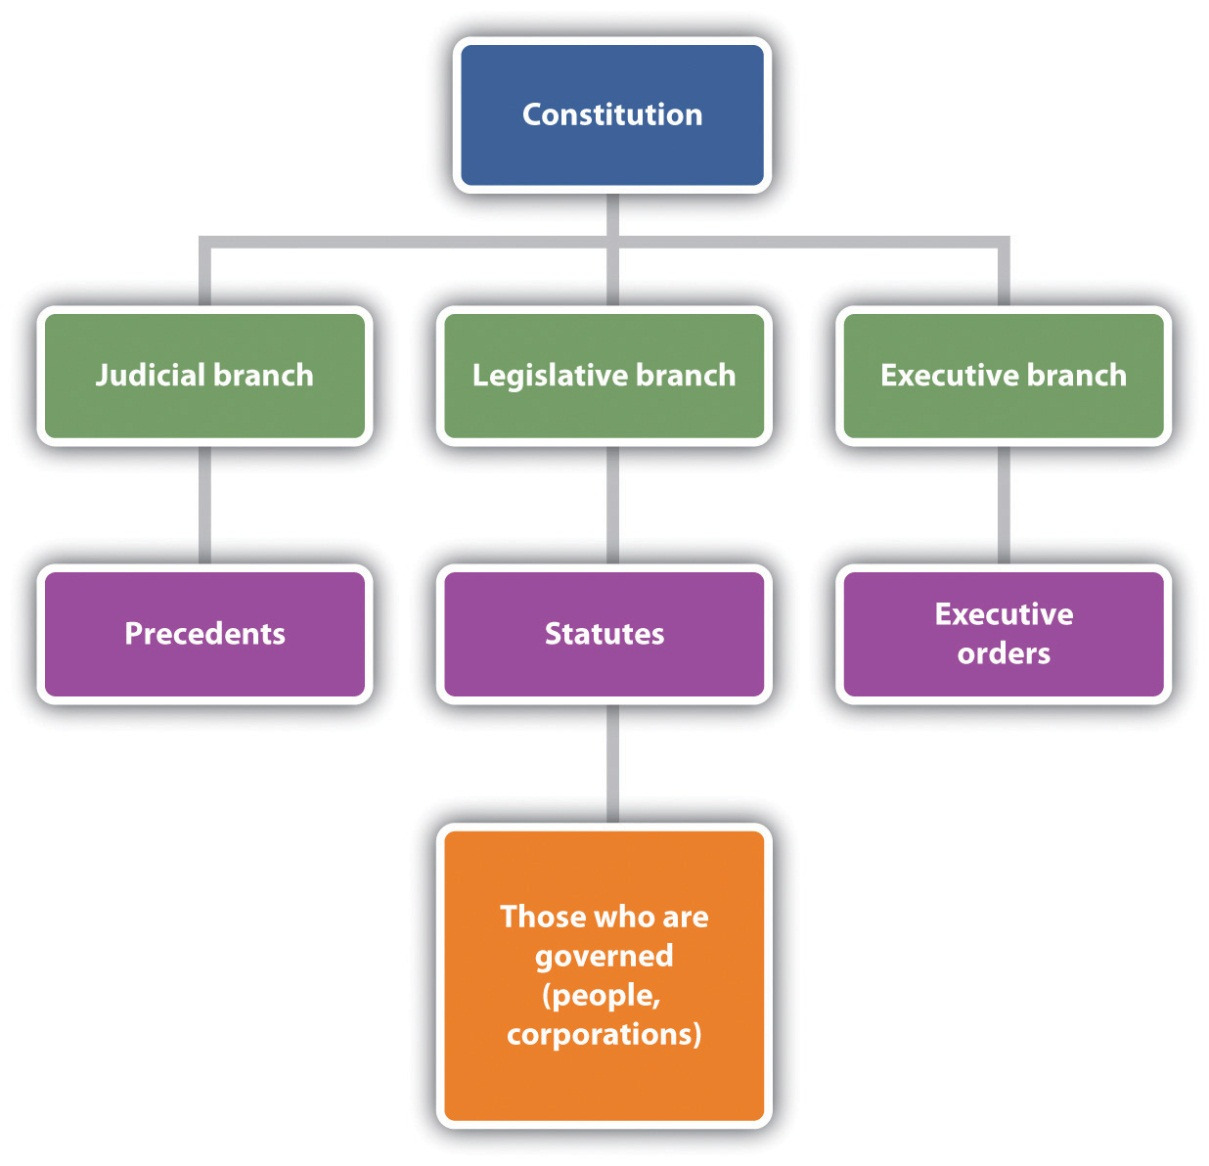 Constitution
Judicial branch
Legislative branch
Executive branch
Precedents
Statutes
Executive
orders
Those who are
governed
(people,
corporations)